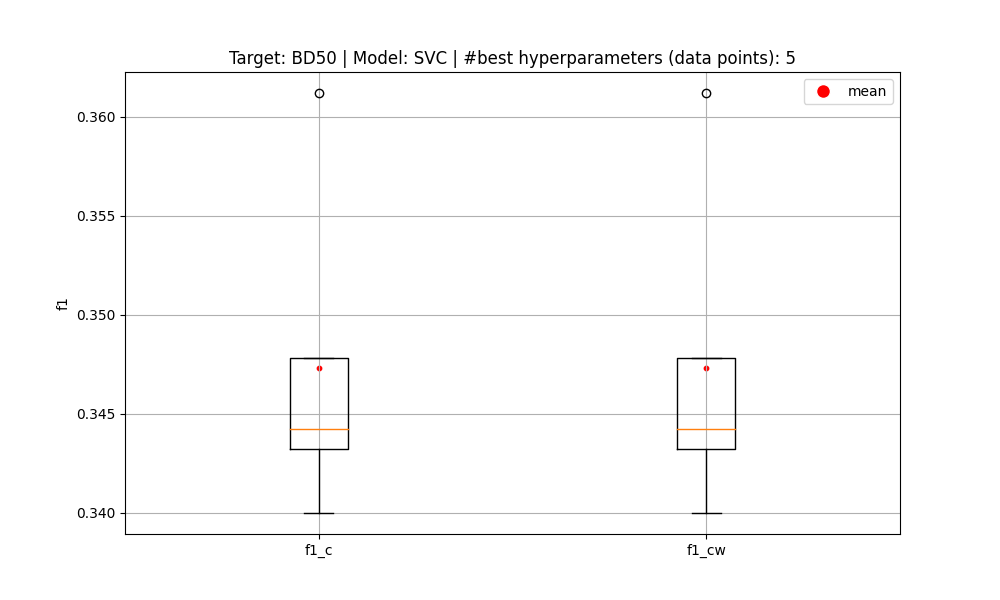 Target: BD50 | Model: SVC | #best hyperparameters (data points): 5
mean
0.360
0.355
0.350
0.345
0.340
f1
f1_c
f1_cw